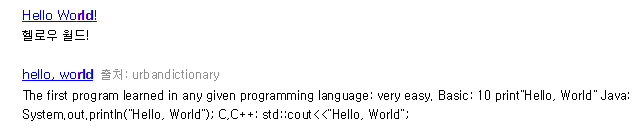 Hello World!
헬로우 월드!
hello, world 출처: urbandictionary
The first program learned in any given programming language: very easy. Basic: 10 print"Hello, World" Java:
System.out.println("Hello, World"); C,C++: std::cout<<"Hello, World";